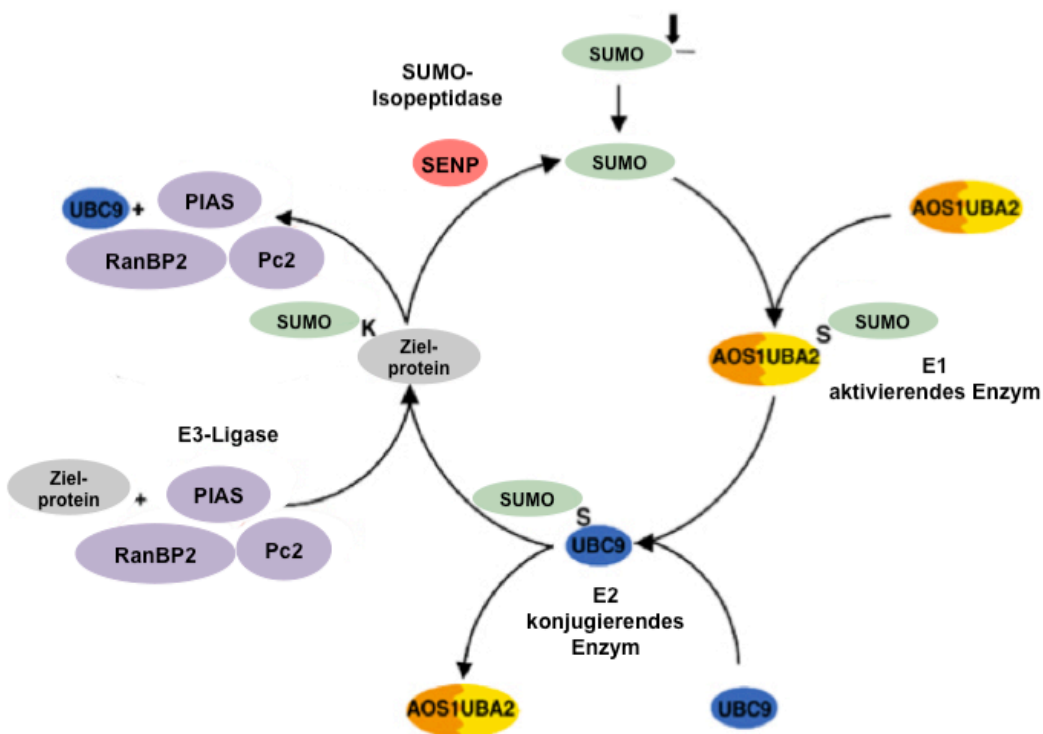 SUMO
SUMO-
Isopeptidase
SENP
SUMO
UBC9 + PIAS
RanBP2
Pc2
AOS1UBA2
SUMO
K
Ziel-
protein
AOS1UBA2
S
SUMO
E1
aktivierendes Enzym
E3-Ligase
Ziel-
protein
+
PIAS
RanBP2
Pc2
SUMO
S
UBC9
E2
konjugierendes
Enzym
AOS1UBA2
UBC9